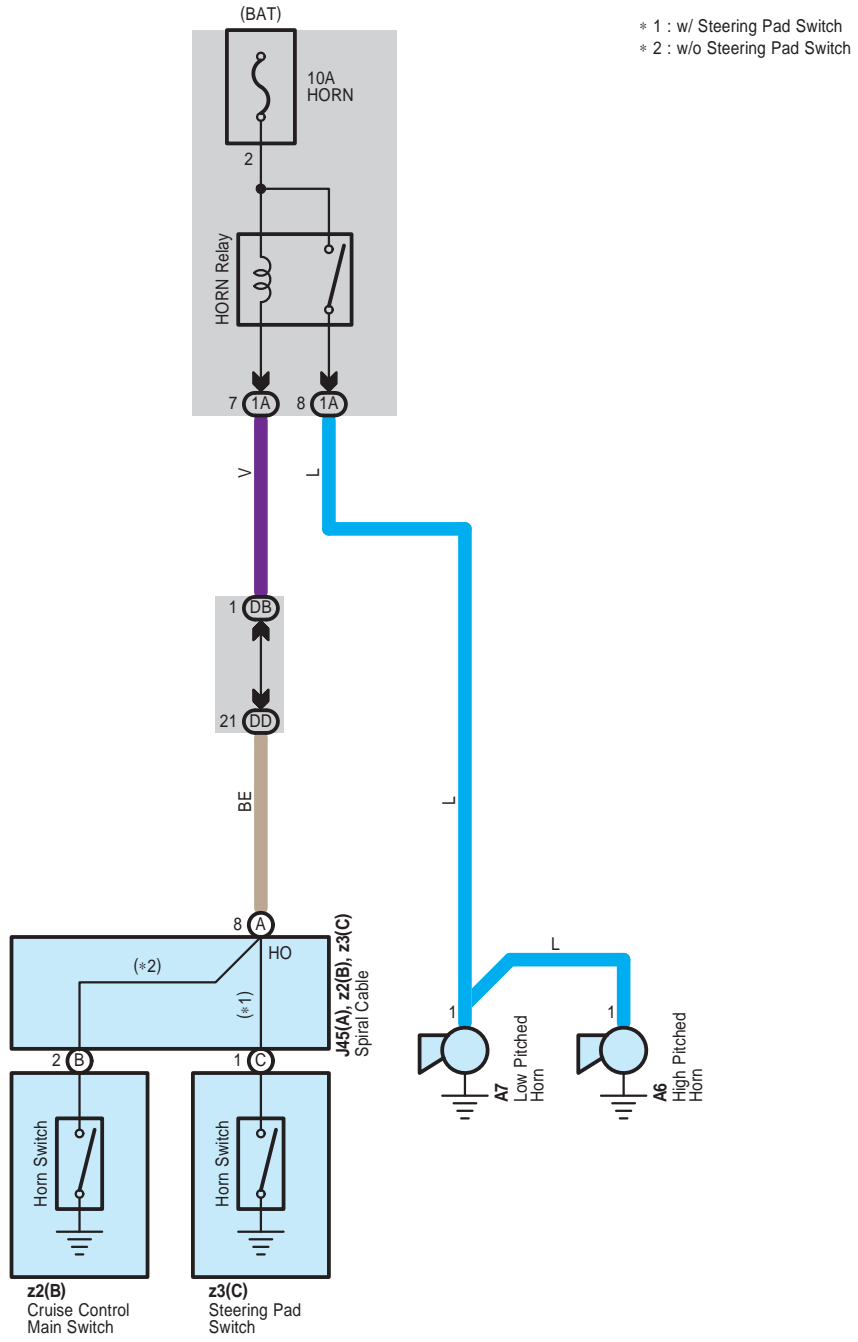 (BAT)
∗ 1 : w/ Steering Pad Switch
∗ 2 : w/o Steering Pad Switch
10A
HORN
2
HORN Relay
7 1A
8 1A
V
L
1 DB
21 DD
BE
L
8 A
HO
(∗2)
(∗1)
J45(A), z2(B), z3(C)
Spiral Cable
L
1
1
2 B
1 C
A7
Low Pitched
Horn
A6
High Pitched
Horn
Horn Switch
Horn Switch
z2(B)
Cruise Control
Main Switch
z3(C)
Steering Pad
Switch